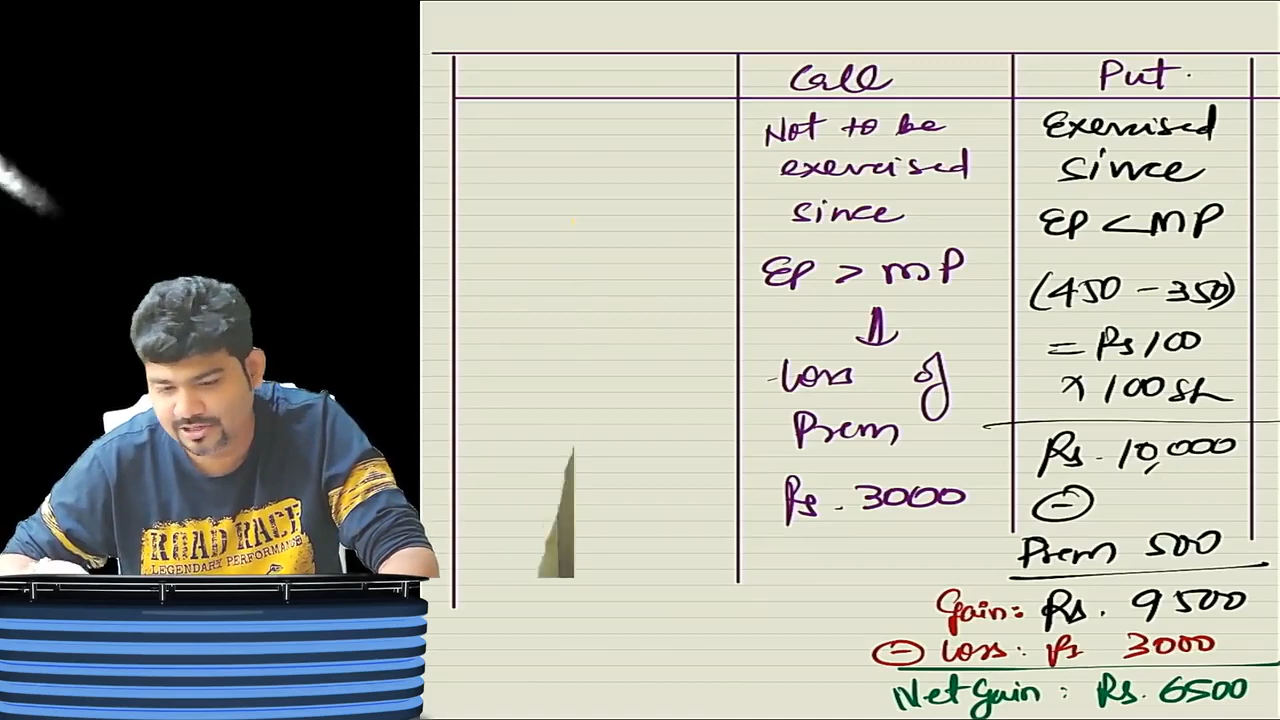 Call
Not to be
exercised
since
EP > MP
⇓
Loss of
Prem
Rs. 3000
Put.
Exercised
since
EP < MP
(450 - 350)
= Rs 100
x 100 sh
Rs. 10,000
(-)
Prem 500
Gain: Rs. 9500
(-) Loss: Rs 3000
Net Gain: Rs. 6500
ROAD RACE
LEGENDARY PERFORMANCE